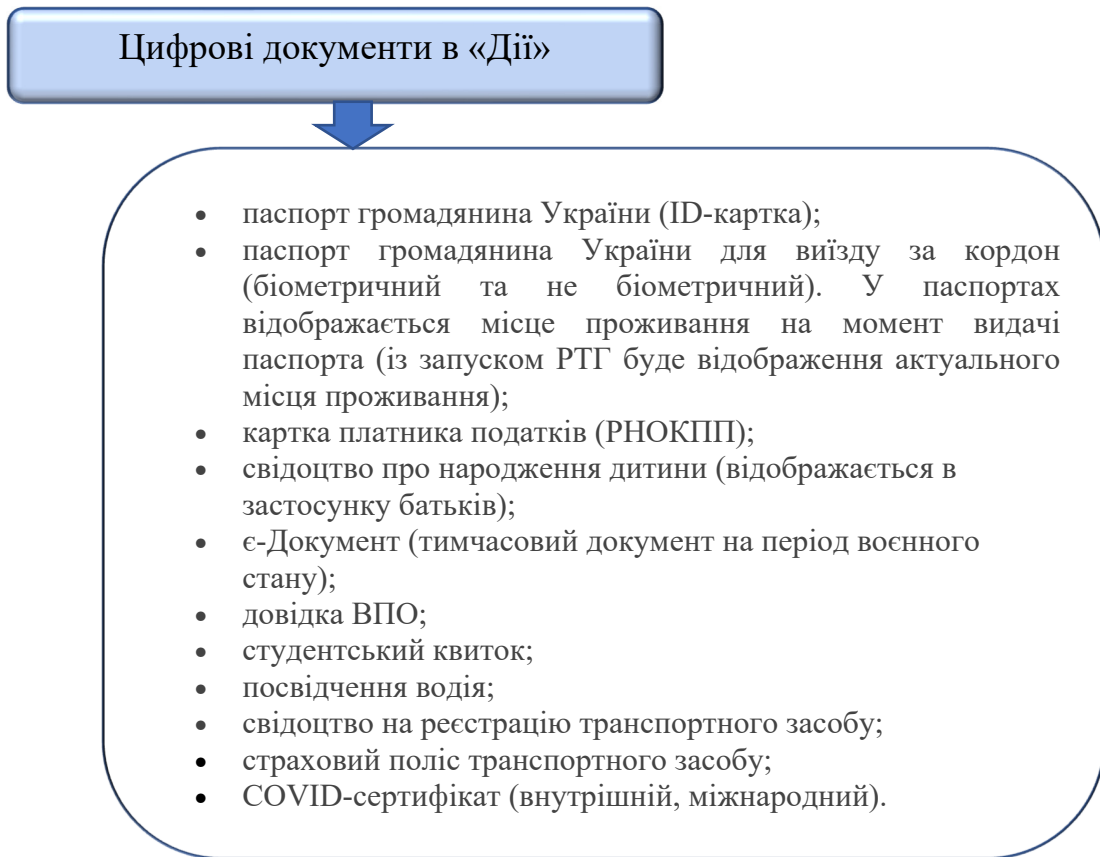 Цифрові документи в «Дії»
• паспорт громадянина України (ID-картка);
• паспорт громадянина України для виїзду за кордон
(біометричний та не біометричний). У паспортах
відображається місце проживання на момент видачі
паспорта (із запуском РТГ буде відображення актуального
місця проживання);
• картка платника податків (РНОКПП);
• свідоцтво про народження дитини (відображається в
застосунку батьків);
• є-Документ (тимчасовий документ на період воєнного
стану);
• довідка ВПО;
• студентський квиток;
• посвідчення водія;
• свідоцтво на реєстрацію транспортного засобу;
• страховий поліс транспортного засобу;
• COVID-сертифікат (внутрішній, міжнародний).